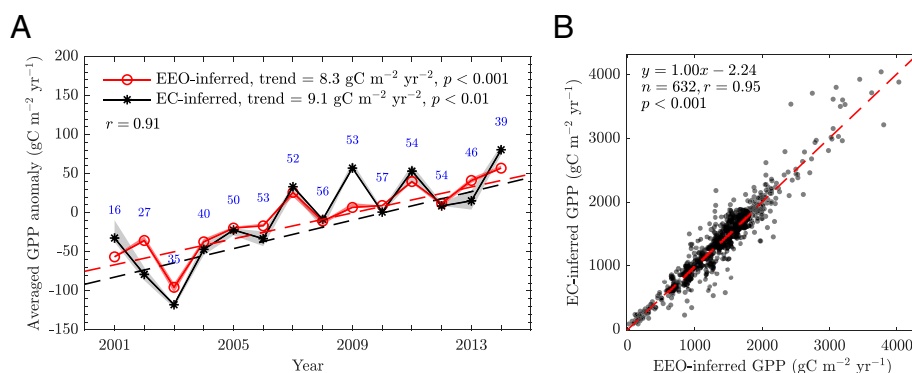 A
Averaged GPP anomaly (gC m⁻² yr⁻¹)
200
150
100
50
0
-50
-100
-150
EEO-inferred, trend = 8.3 gC m⁻² yr⁻², p < 0.001
EC-inferred, trend = 9.1 gC m⁻² yr⁻², p < 0.01
r = 0.91
16 27 35 40 50 53 52 56 53 57 54 54 46 39
2001 2005 2009 2013
Year
B
EC-inferred GPP (gC m⁻² yr⁻¹)
4000
3000
2000
1000
0
y = 1.00x − 2.24
n = 632, r = 0.95
p < 0.001
0 1000 2000 3000 4000
EEO-inferred GPP (gC m⁻² yr⁻¹)